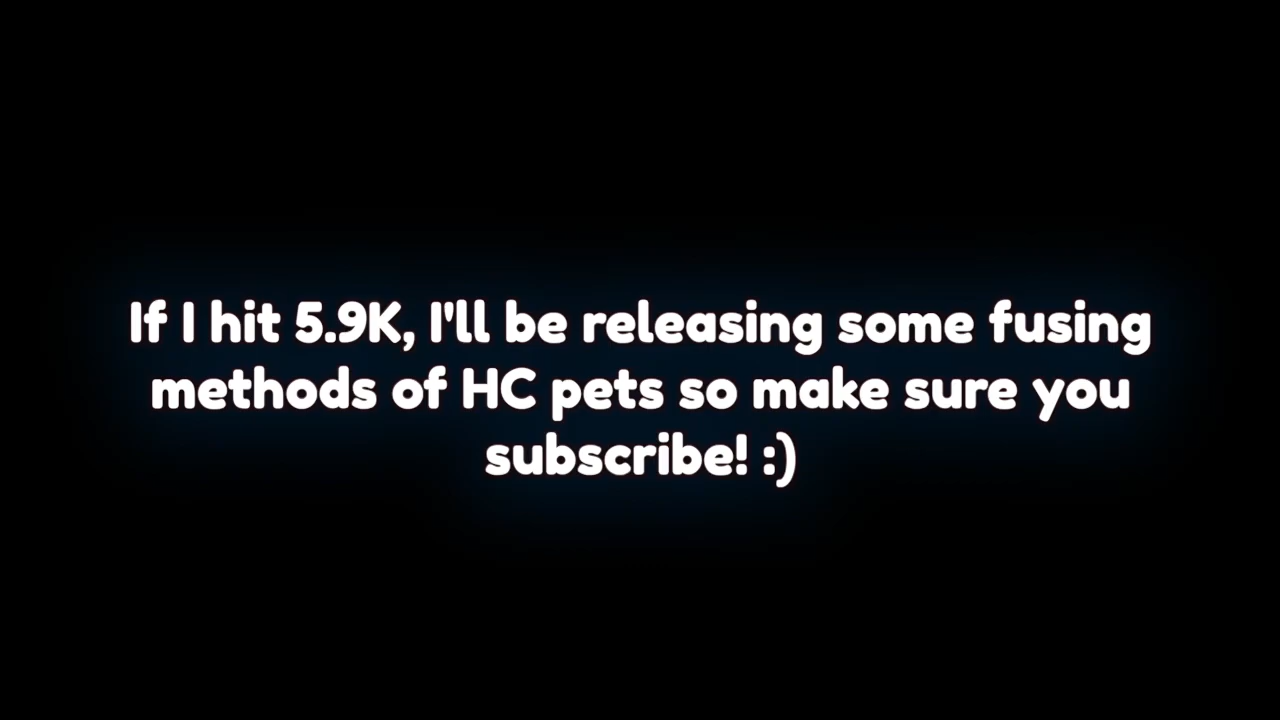 If I hit 5.9K, I'll be releasing some fusing
methods of HC pets so make sure you
subscribe! :)